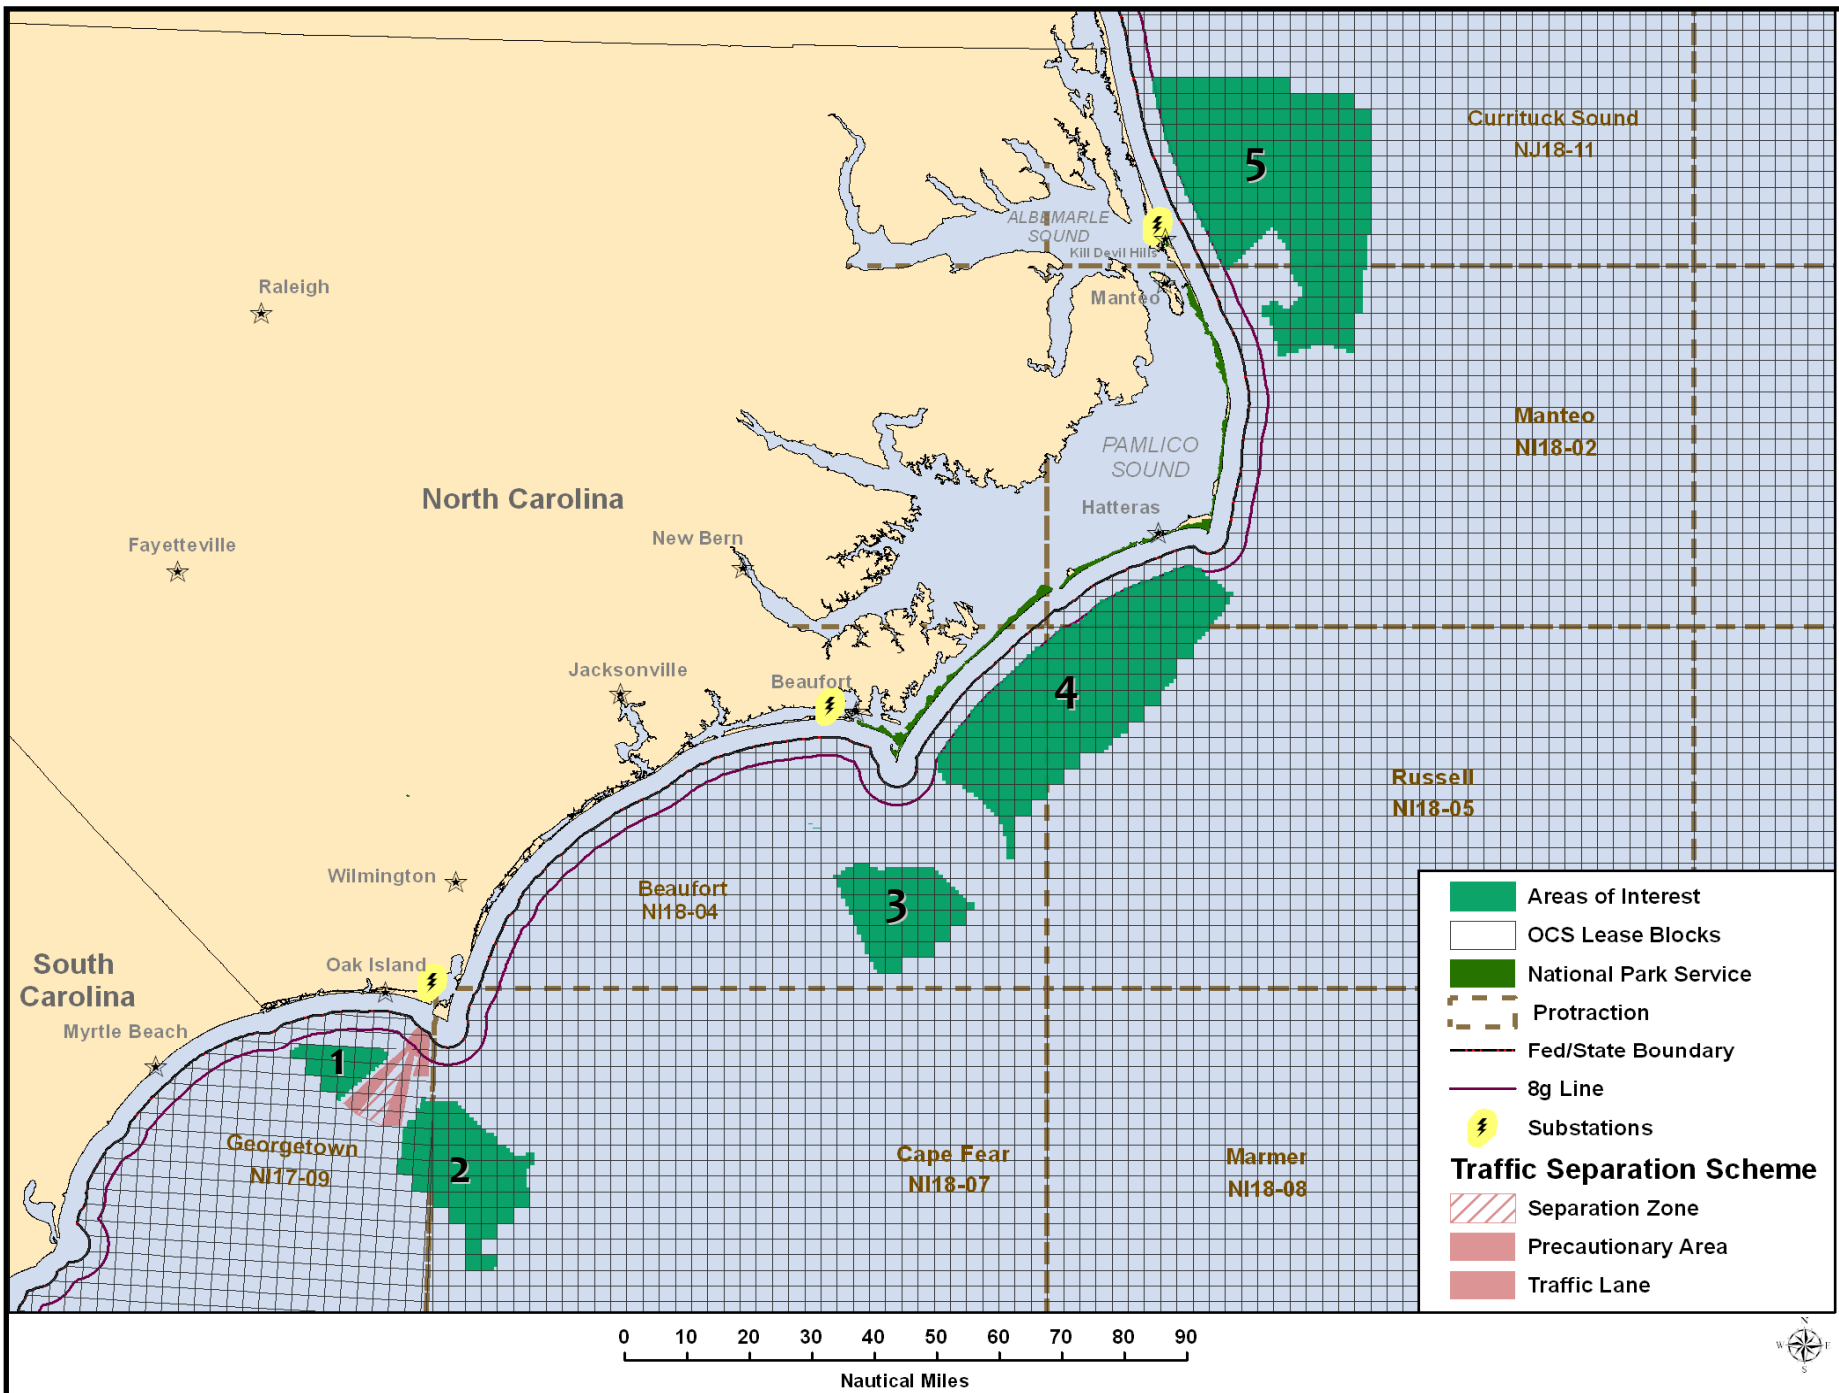 Currituck Sound
NJ18-11
5
ALBEMARLE
SOUND
Kill Devil Hills
Raleigh
Manteo
Manteo
NI18-02
PAMLICO
SOUND
North Carolina
Hatteras
New Bern
Fayetteville
Jacksonville
Beaufort
4
Russell
NI18-05
Wilmington
Beaufort
NI18-04
3
South
Carolina
Oak Island
Myrtle Beach
1
Georgetown
NI17-09
2
Cape Fear
NI18-07
Marmer
NI18-08
Areas of Interest
OCS Lease Blocks
National Park Service
Protraction
Fed/State Boundary
8g Line
Substations
Traffic Separation Scheme
Separation Zone
Precautionary Area
Traffic Lane
0 10 20 30 40 50 60 70 80 90
Nautical Miles
N
W E
S